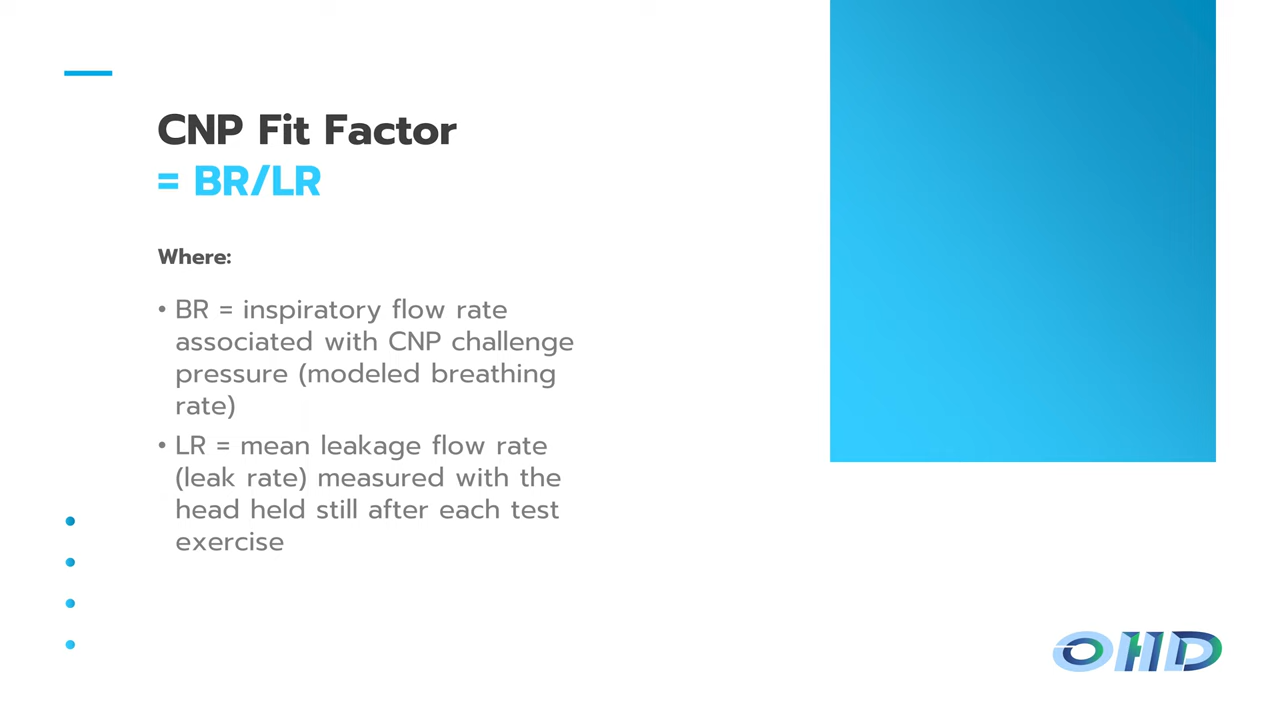 CNP Fit Factor
= BR/LR
Where:
• BR = inspiratory flow rate
associated with CNP challenge
pressure (modeled breathing
rate)
• LR = mean leakage flow rate
(leak rate) measured with the
head held still after each test
exercise
OHD